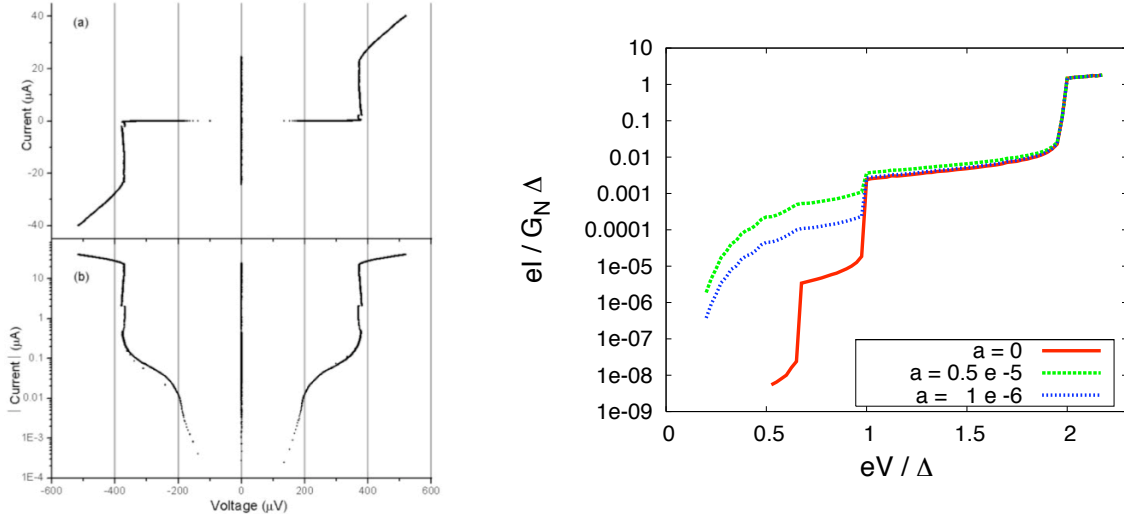 (a)
40
20
0
-20
-40
Current (μA)
(b)
10
1
0.1
0.01
1E-3
1E-4
| Current | (μA)
-600 -400 -200 0 200 400 600
Voltage (μV)
10
1
0.1
0.01
0.001
0.0001
1e-05
1e-06
1e-07
1e-08
1e-09
eI / G_N Δ
a = 0
a = 0.5 e -5
a = 1 e -6
0 0.5 1 1.5 2
eV / Δ